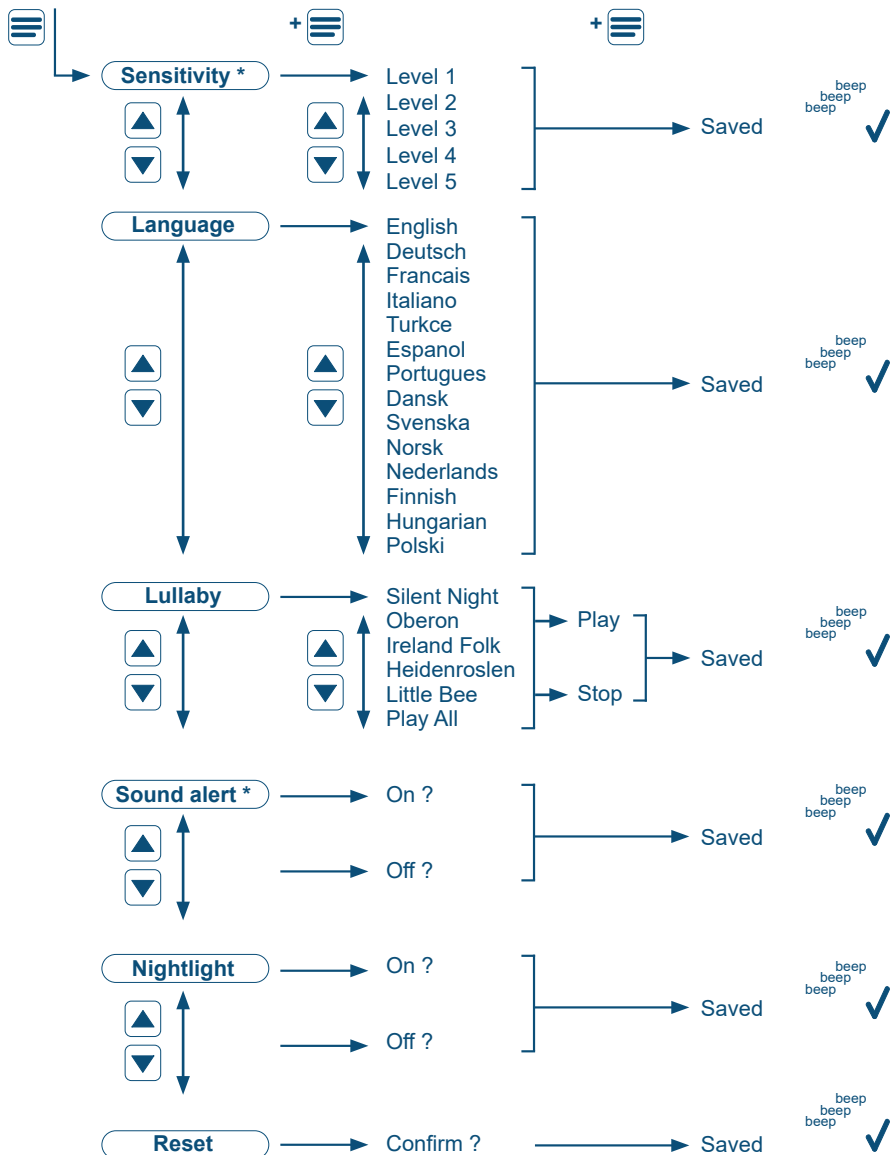 +
+
Sensitivity *
Level 1
Level 2
Level 3
Level 4
Level 5
Saved
beep
beep
beep
Language
English
Deutsch
Francais
Italiano
Turkce
Espanol
Portugues
Dansk
Svenska
Norsk
Nederlands
Finnish
Hungarian
Polski
Saved
beep
beep
beep
Lullaby
Silent Night
Oberon
Ireland Folk
Heidenroslen
Little Bee
Play All
Play
Stop
Saved
beep
beep
beep
Sound alert *
On ?
Off ?
Saved
beep
beep
beep
Nightlight
On ?
Off ?
Saved
beep
beep
beep
Reset
Confirm ?
Saved
beep
beep
beep